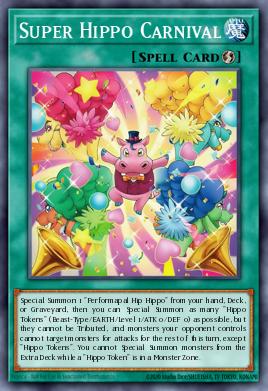 SUPER HIPPO CARNIVAL 魔
[SPELL CARD]
Special Summon 1 "Performapal Hip Hippo" from your hand, Deck,
or Graveyard, then you can Special Summon as many "Hippo
Tokens" (Beast-Type/EARTH/Level 1/ATK 0/DEF 0) as possible, but
they cannot be Tributed, and monsters your opponent controls
cannot target monsters for attacks for the rest of this turn, except
"Hippo Tokens". You cannot Special Summon monsters from the
Extra Deck while a "Hippo Token" is in a Monster Zone.